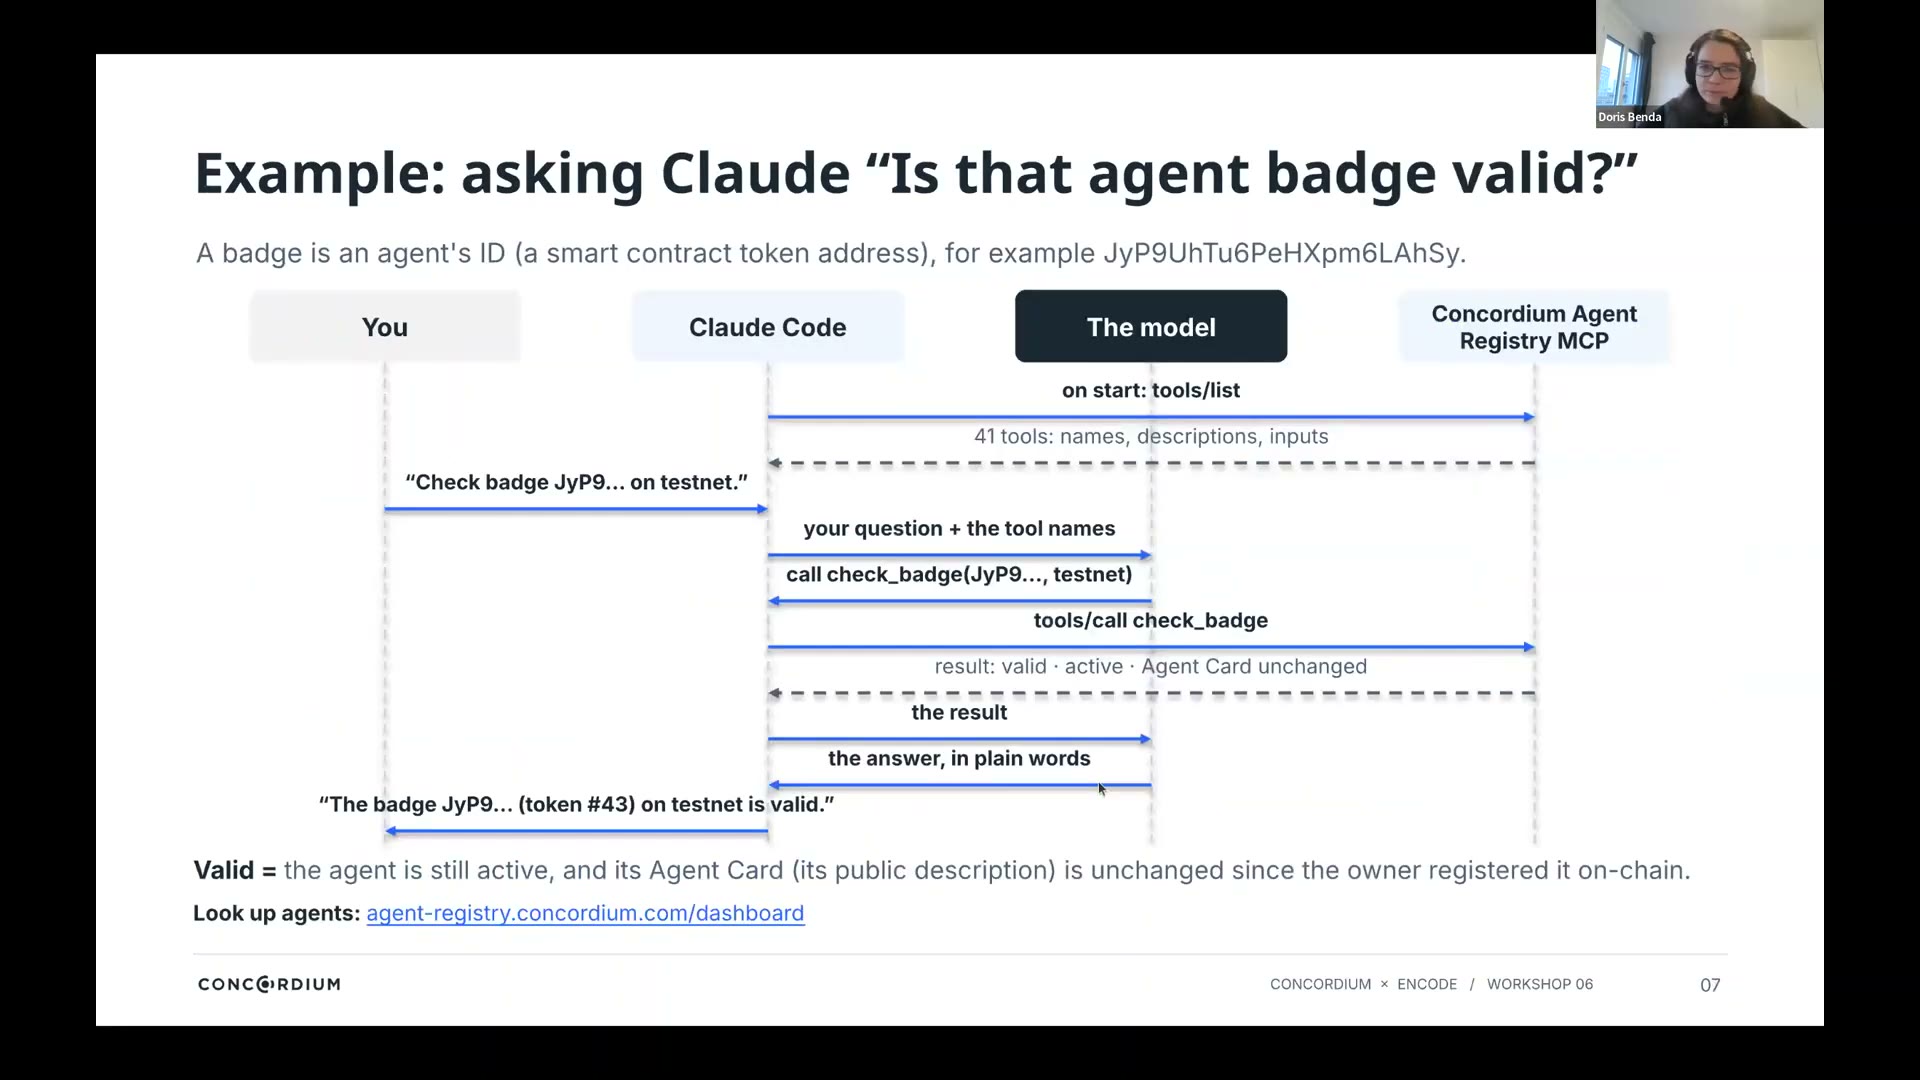 Doris Benda
Example: asking Claude “Is that agent badge valid?”
A badge is an agent's ID (a smart contract token address), for example JyP9UhTu6PeHXpm6LAhSy.
You
Claude Code
The model
Concordium Agent
Registry MCP
on start: tools/list
41 tools: names, descriptions, inputs
“Check badge JyP9… on testnet.”
your question + the tool names
call check_badge(JyP9…, testnet)
tools/call check_badge
result: valid · active · Agent Card unchanged
the result
the answer, in plain words
“The badge JyP9… (token #43) on testnet is valid.”
Valid = the agent is still active, and its Agent Card (its public description) is unchanged since the owner registered it on-chain.
Look up agents: agent-registry.concordium.com/dashboard
CONCORDIUM
CONCORDIUM × ENCODE / WORKSHOP 06
07